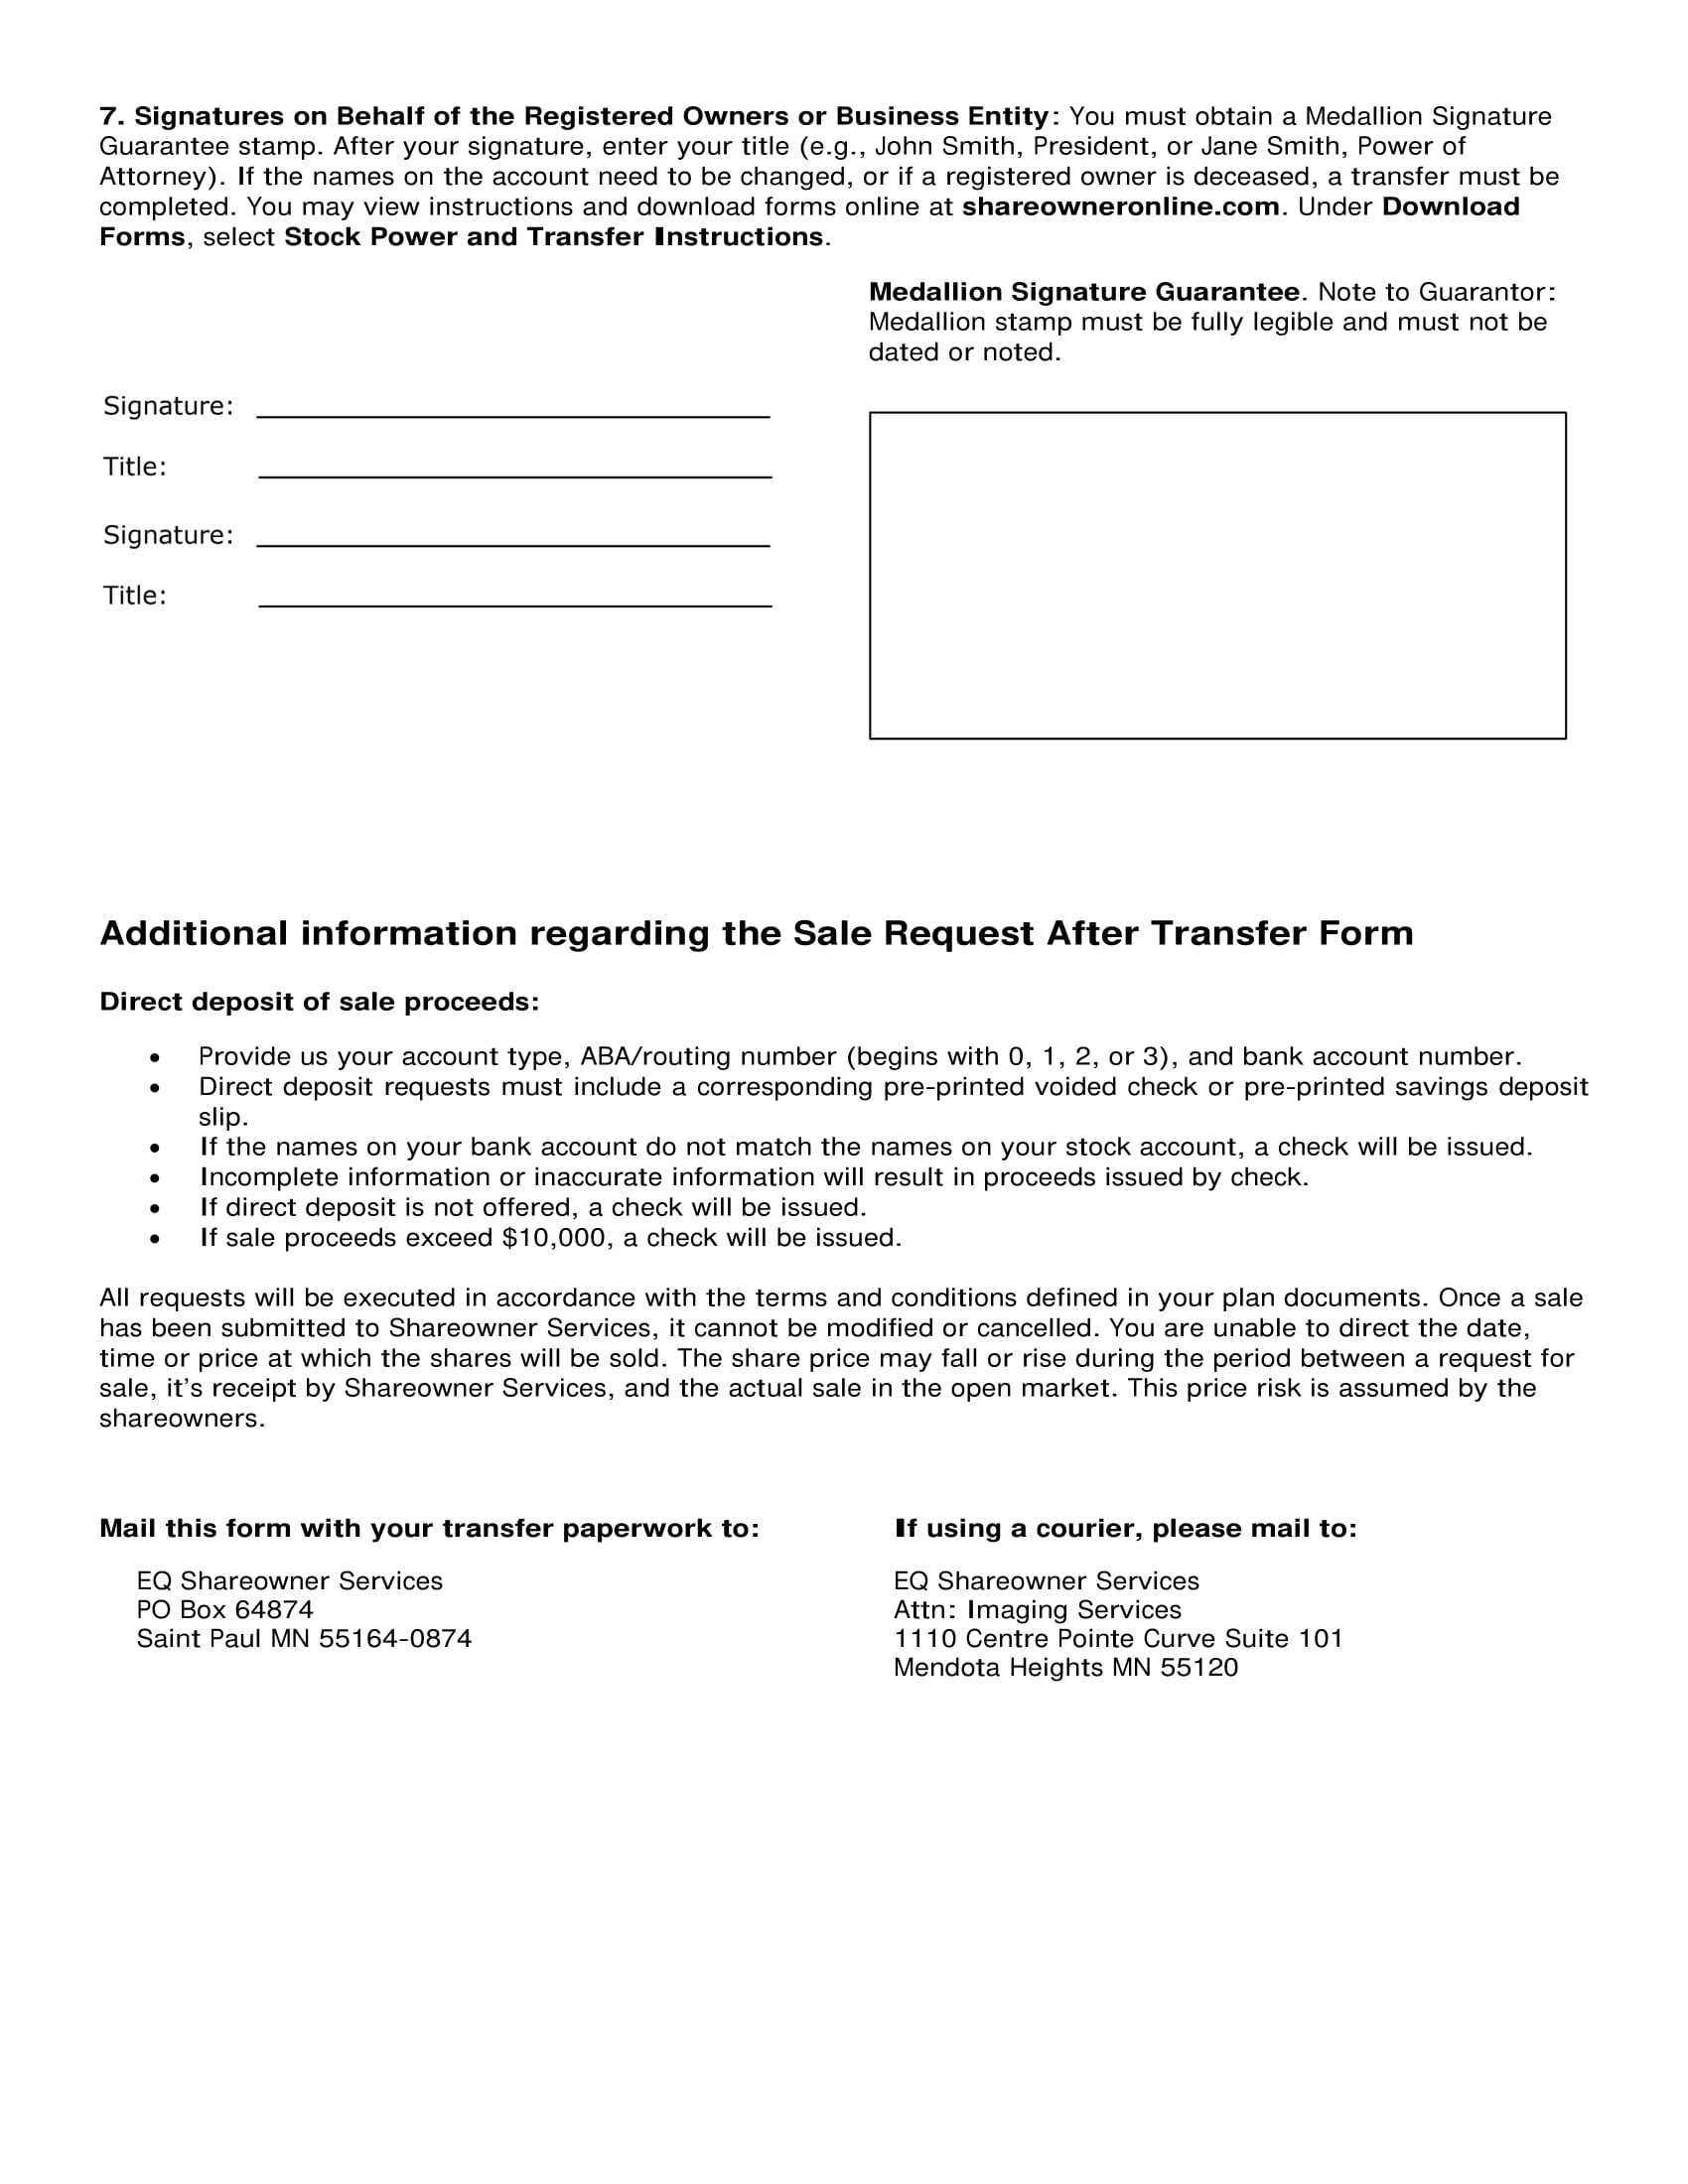 7. Signatures on Behalf of the Registered Owners or Business Entity: You must obtain a Medallion Signature
Guarantee stamp. After your signature, enter your title (e.g., John Smith, President, or Jane Smith, Power of
Attorney). If the names on the account need to be changed, or if a registered owner is deceased, a transfer must be
completed. You may view instructions and download forms online at shareowneronline.com. Under Download
Forms, select Stock Power and Transfer Instructions.
Medallion Signature Guarantee. Note to Guarantor:
Medallion stamp must be fully legible and must not be
dated or noted.
Signature:
Title:
Signature:
Title:
Additional information regarding the Sale Request After Transfer Form
Direct deposit of sale proceeds:
• Provide us your account type, ABA/routing number (begins with 0, 1, 2, or 3), and bank account number.
• Direct deposit requests must include a corresponding pre-printed voided check or pre-printed savings deposit
slip.
• If the names on your bank account do not match the names on your stock account, a check will be issued.
• Incomplete information or inaccurate information will result in proceeds issued by check.
• If direct deposit is not offered, a check will be issued.
• If sale proceeds exceed $10,000, a check will be issued.
All requests will be executed in accordance with the terms and conditions defined in your plan documents. Once a sale
has been submitted to Shareowner Services, it cannot be modified or cancelled. You are unable to direct the date,
time or price at which the shares will be sold. The share price may fall or rise during the period between a request for
sale, it’s receipt by Shareowner Services, and the actual sale in the open market. This price risk is assumed by the
shareowners.
Mail this form with your transfer paperwork to:
EQ Shareowner Services
PO Box 64874
Saint Paul MN 55164-0874
If using a courier, please mail to:
EQ Shareowner Services
Attn: Imaging Services
1110 Centre Pointe Curve Suite 101
Mendota Heights MN 55120